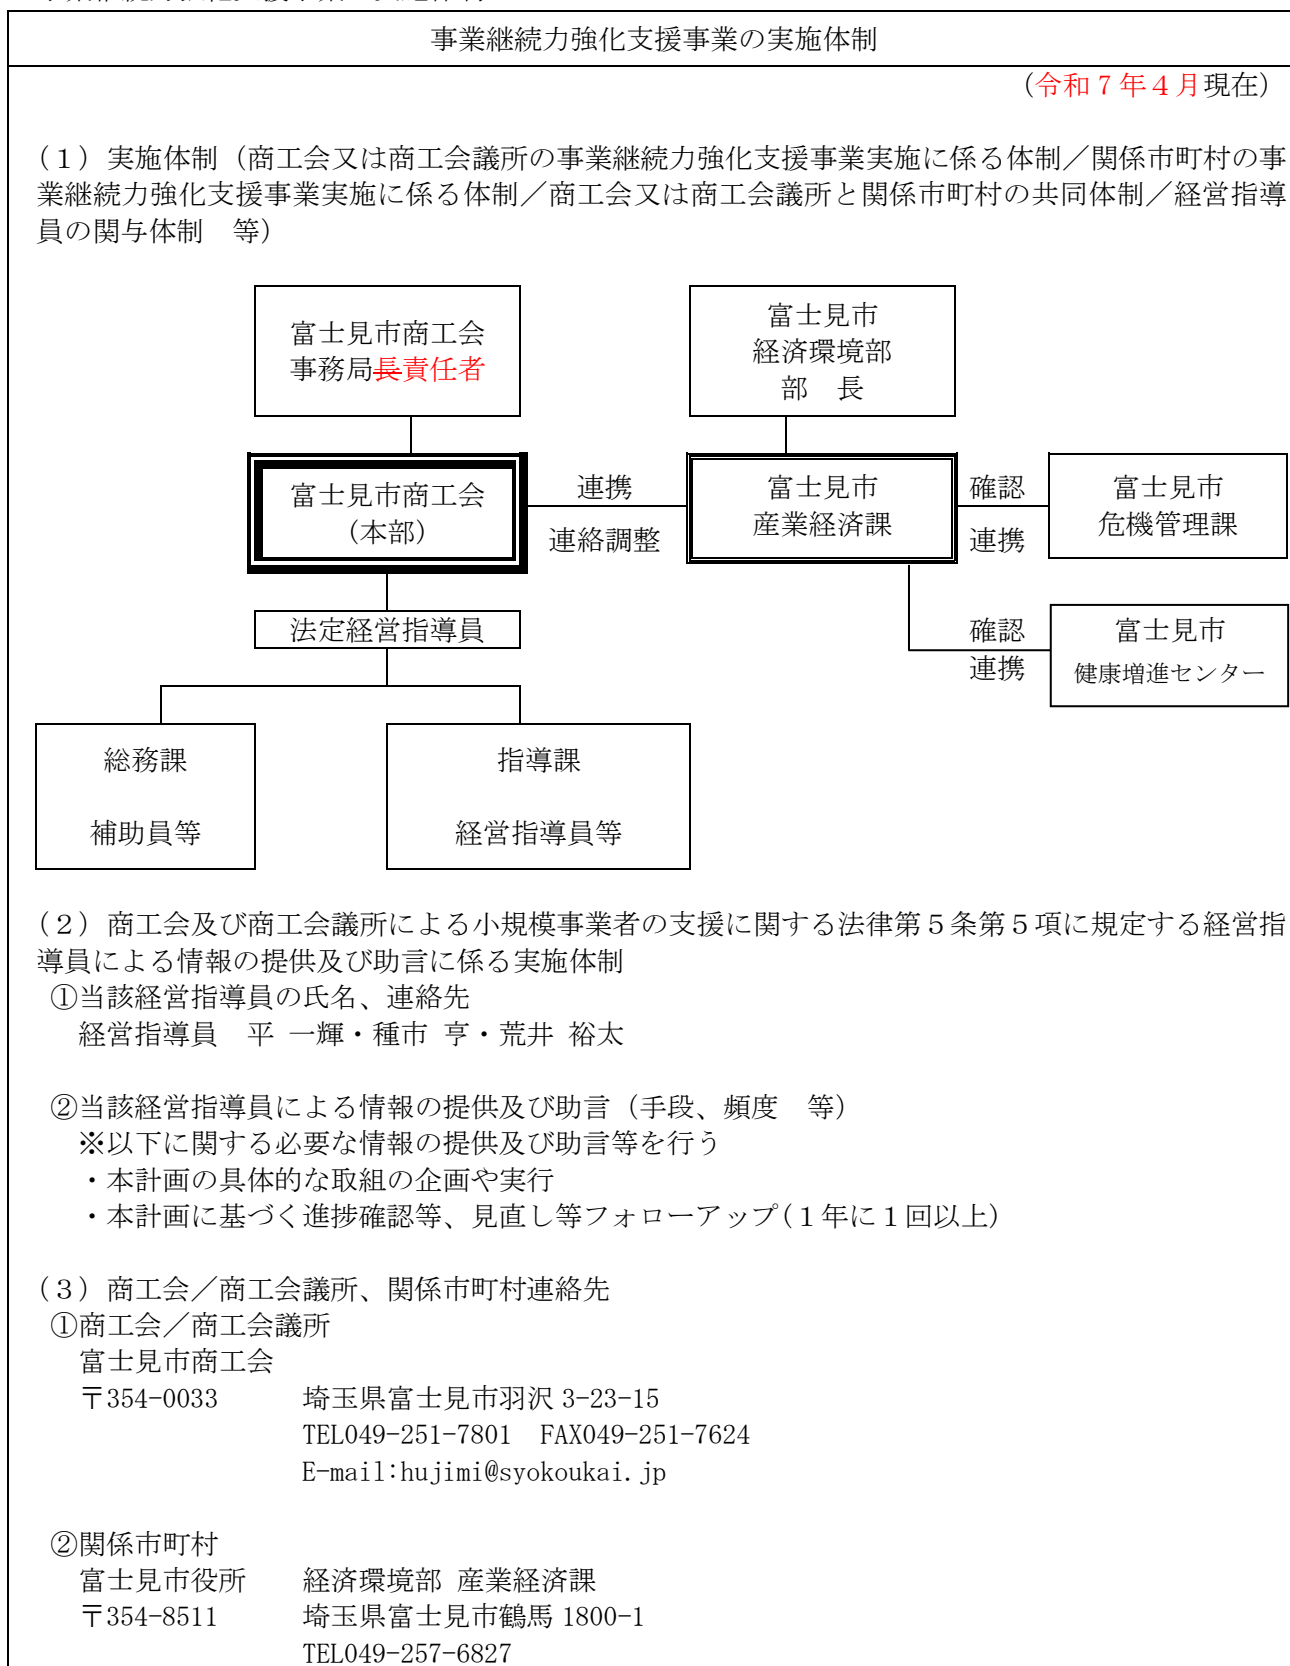 事業継続力強化支援事業の実施体制
（令和７年４月現在）
（１）実施体制（商工会又は商工会議所の事業継続力強化支援事業実施に係る体制／関係市町村の事
業継続力強化支援事業実施に係る体制／商工会又は商工会議所と関係市町村の共同体制／経営指導
員の関与体制　等）
富士見市商工会
事務局長責任者
富士見市
経済環境部
部　長
富士見市商工会
（本部）
連携
連絡調整
富士見市
産業経済課
確認
連携
富士見市
危機管理課
法定経営指導員
確認
連携
富士見市
健康増進センター
総務課
補助員等
指導課
経営指導員等
（２）商工会及び商工会議所による小規模事業者の支援に関する法律第５条第５項に規定する経営指
導員による情報の提供及び助言に係る実施体制
①当該経営指導員の氏名、連絡先
経営指導員　平 一輝・種市 亨・荒井 裕太
②当該経営指導員による情報の提供及び助言（手段、頻度　等）
※以下に関する必要な情報の提供及び助言等を行う
・本計画の具体的な取組の企画や実行
・本計画に基づく進捗確認等、見直し等フォローアップ（１年に１回以上）
（３）商工会／商工会議所、関係市町村連絡先
①商工会／商工会議所
富士見市商工会
〒354-0033　埼玉県富士見市羽沢 3-23-15
TEL049-251-7801　FAX049-251-7624
E-mail:hujimi@syokoukai.jp
②関係市町村
富士見市役所　経済環境部 産業経済課
〒354-8511　埼玉県富士見市鶴馬 1800-1
TEL049-257-6827